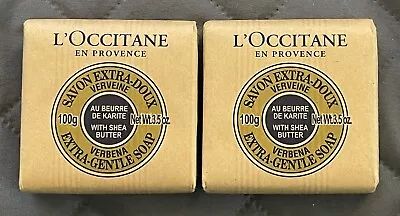 L'OCCITANE
EN PROVENCE
SAVON EXTRA-DOUX
VERVEINE
100g
AU BEURRE
DE KARITE
WITH SHEA
BUTTER
Net Wt.3.5 oz.
VERBENA
EXTRA-GENTLE SOAP
L'OCCITANE
EN PROVENCE
SAVON EXTRA-DOUX
VERVEINE
100g
AU BEURRE
DE KARITE
WITH SHEA
BUTTER
Net Wt.3.5 oz.
VERBENA
EXTRA-GENTLE SOAP